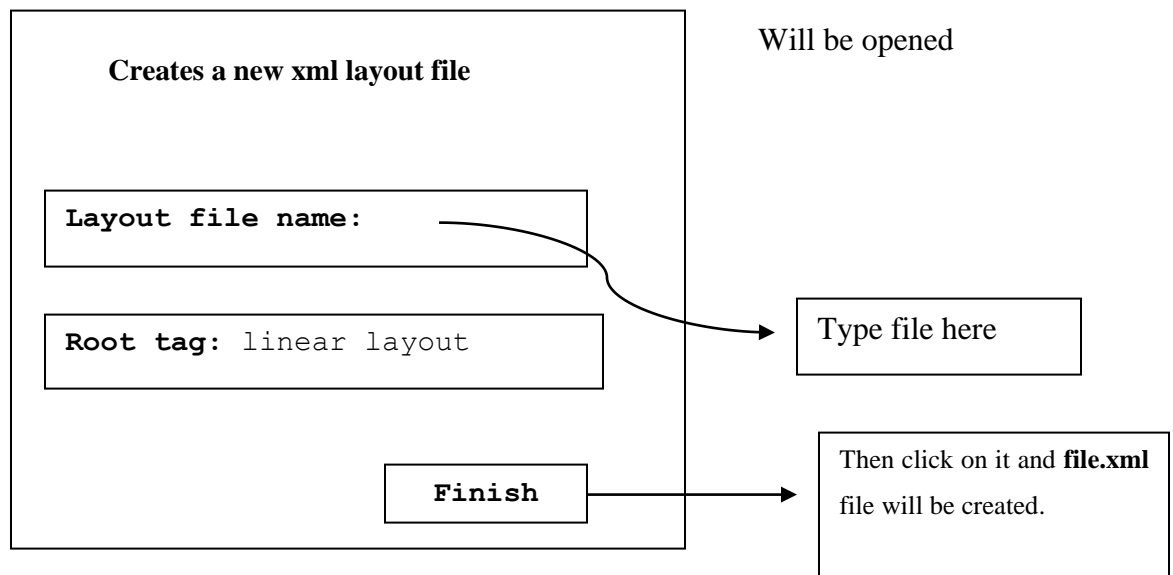 Will be opened
Creates a new xml layout file
Layout file name:
Type file here
Root tag: linear layout
Finish
Then click on it and file.xml
file will be created.